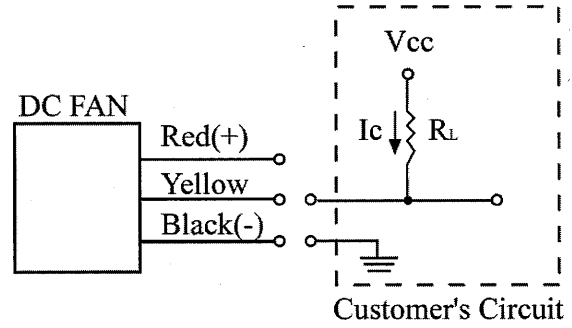 Vcc
DC FAN
Ic
RL
Red(+)
Yellow
Black(-)
Customer's Circuit